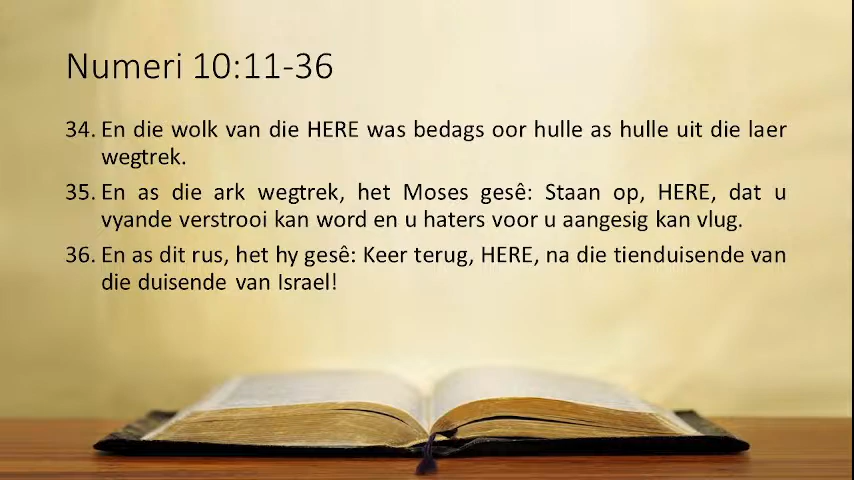 Numeri 10:11-36
34. En die wolk van die HERE was bedags oor hulle as hulle uit die laer
wegtrek.
35. En as die ark wegtrek, het Moses gesê: Staan op, HERE, dat u
vyande verstrooi kan word en u haters voor u aangesig kan vlug.
36. En as dit rus, het hy gesê: Keer terug, HERE, na die tienduisende van
die duisende van Israel!